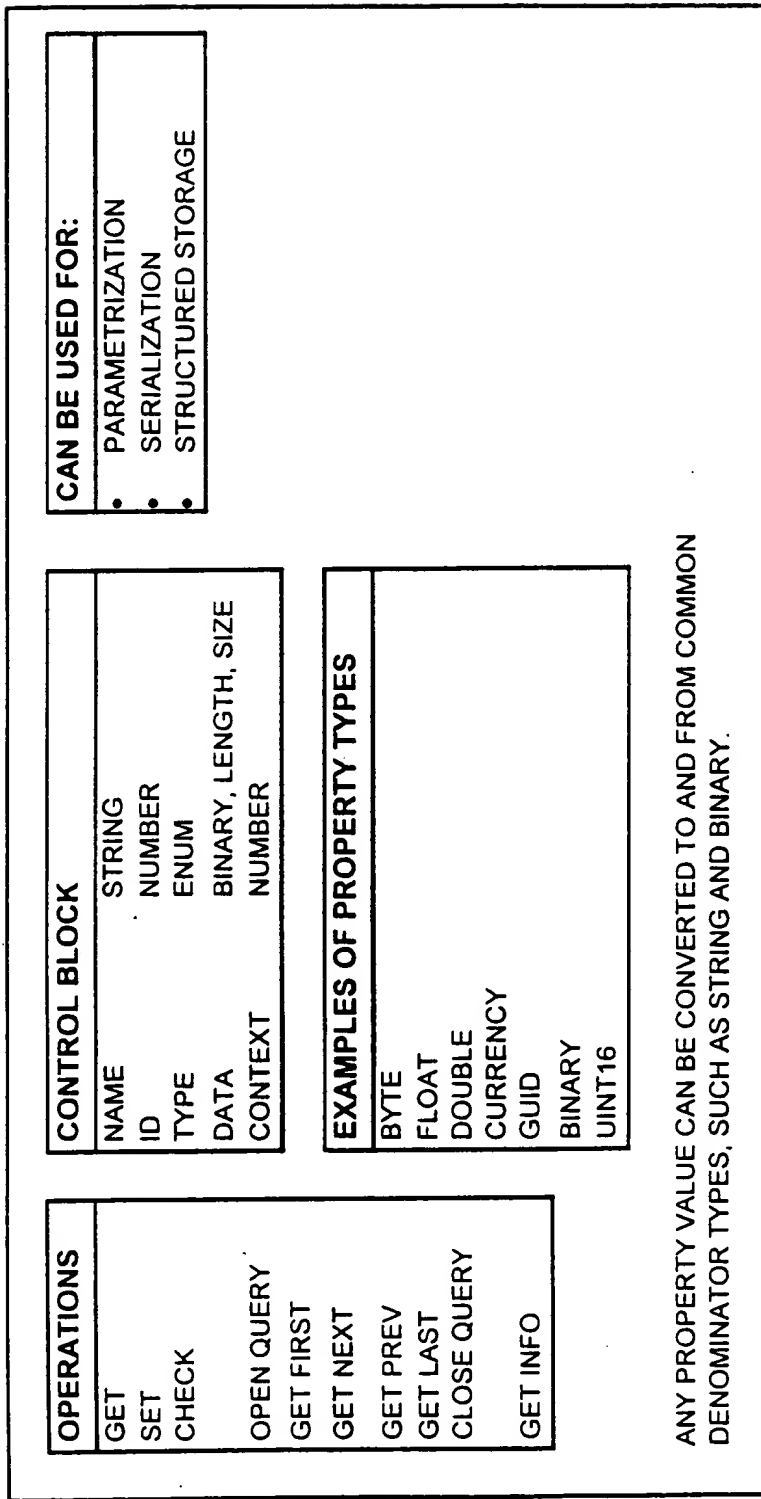 OPERATIONS
GET
SET
CHECK
OPEN QUERY
GET FIRST
GET NEXT
GET PREV
GET LAST
CLOSE QUERY
GET INFO
CONTROL BLOCK
NAME STRING
ID NUMBER
TYPE ENUM
DATA BINARY, LENGTH, SIZE
CONTEXT NUMBER
EXAMPLES OF PROPERTY TYPES
BYTE
FLOAT
DOUBLE
CURRENCY
GUID
BINARY
UINT16
CAN BE USED FOR:
• PARAMETRIZATION
• SERIALIZATION
• STRUCTURED STORAGE
ANY PROPERTY VALUE CAN BE CONVERTED TO AND FROM COMMON
DENOMINATOR TYPES, SUCH AS STRING AND BINARY.